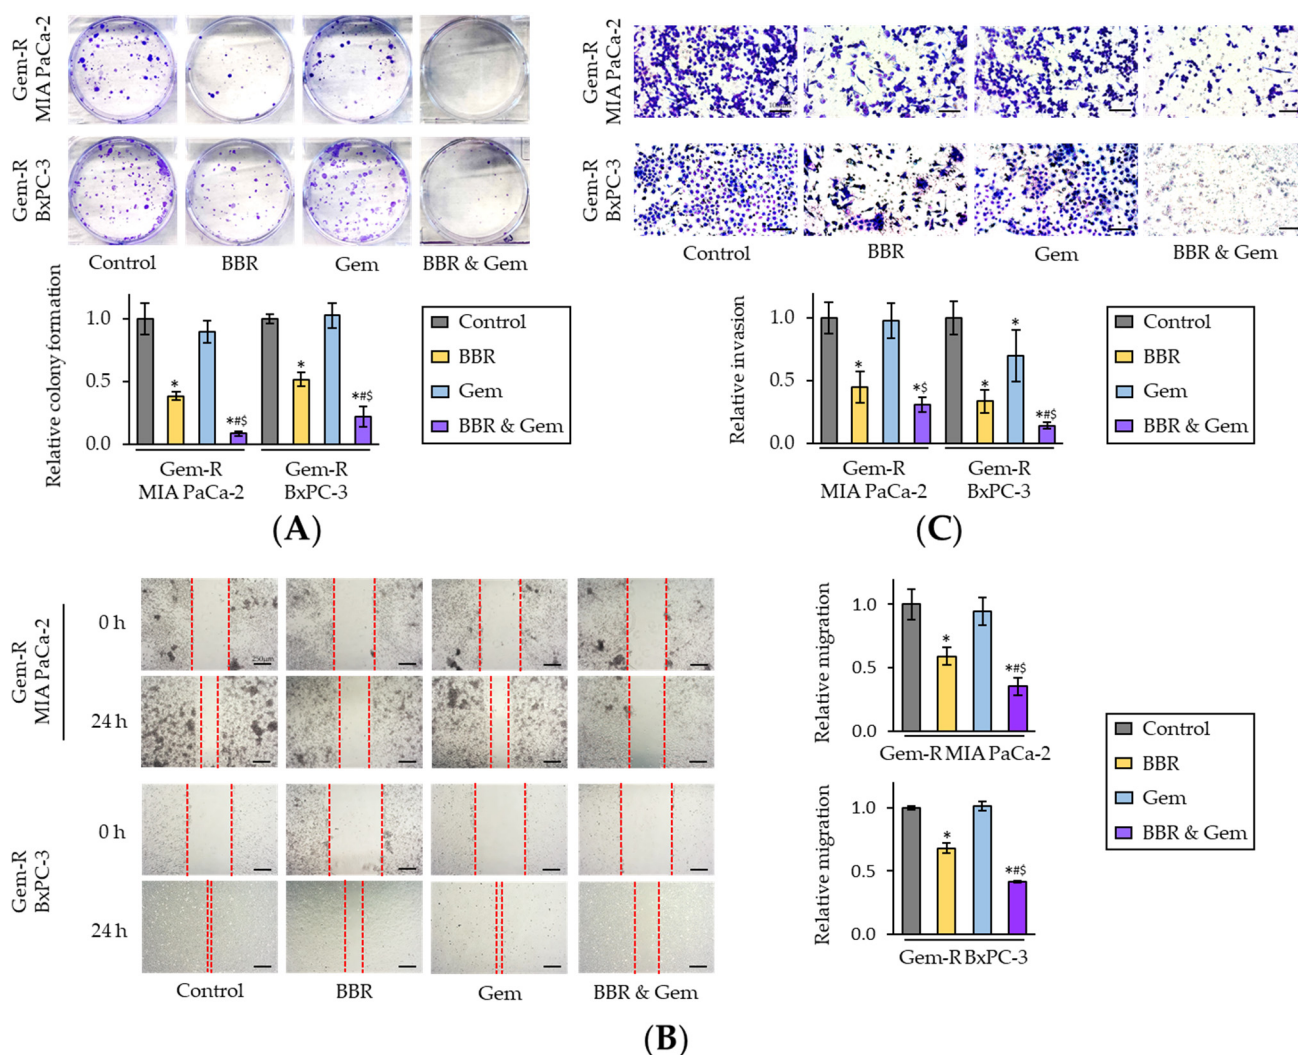 Gem-R
MIA PaCa-2
Gem-R
BxPC-3
Control
BBR
Gem
BBR & Gem
Relative colony formation
1.0
0.5
0.0
*
*#$
*
*#$
Gem-R
MIA PaCa-2
Gem-R
BxPC-3
Control
BBR
Gem
BBR & Gem
(A)
Gem-R
MIA PaCa-2
Gem-R
BxPC-3
Control
BBR
Gem
BBR & Gem
Relative invasion
1.0
0.5
0.0
*
*$
*
*
*#$
Gem-R
MIA PaCa-2
Gem-R
BxPC-3
Control
BBR
Gem
BBR & Gem
(C)
Gem-R
MIA PaCa-2
0 h
250μm
24 h
Gem-R
BxPC-3
0 h
24 h
Control
BBR
Gem
BBR & Gem
Relative migration
1.0
0.5
0.0
*
*#$
Gem-R MIA PaCa-2
Relative migration
1.0
0.5
0.0
*
*#$
Gem-R BxPC-3
Control
BBR
Gem
BBR & Gem
(B)